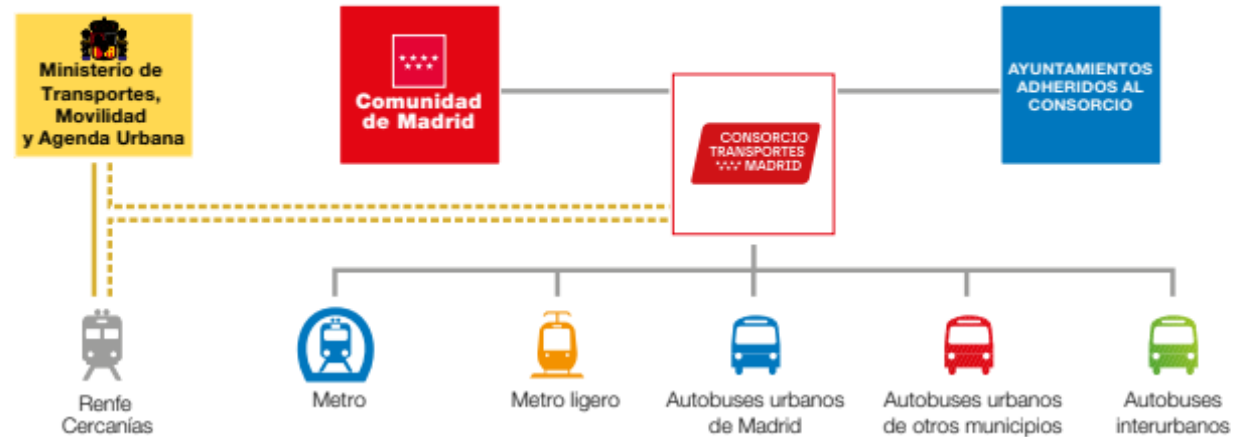 Ministerio de
Transportes,
Movilidad
y Agenda Urbana
Comunidad
de Madrid
CONSORCIO
TRANSPORTES
MADRID
AYUNTAMIENTOS
ADHERIDOS AL
CONSORCIO
Renfe
Cercanías
Metro
Metro ligero
Autobuses urbanos
de Madrid
Autobuses urbanos
de otros municipios
Autobuses
interurbanos